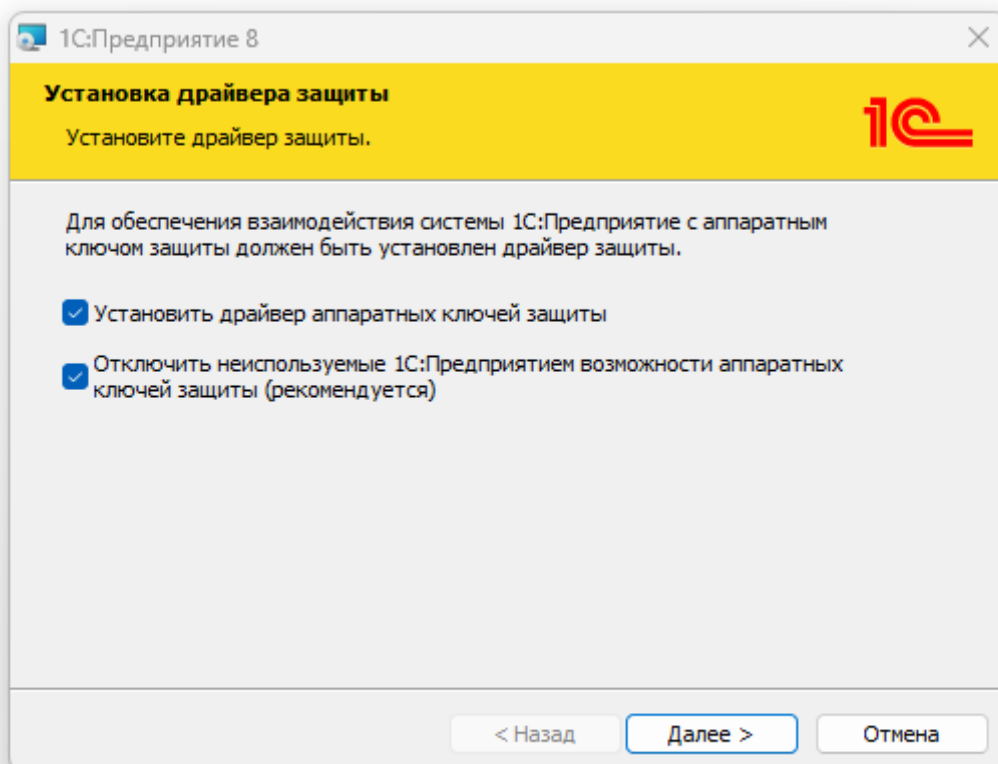 1С:Предприятие 8
Установка драйвера защиты
Установите драйвер защиты.
1С
Для обеспечения взаимодействия системы 1С:Предприятие с аппаратным
ключом защиты должен быть установлен драйвер защиты.
Установить драйвер аппаратных ключей защиты
Отключить неиспользуемые 1С:Предприятием возможности аппаратных
ключей защиты (рекомендуется)
< Назад
Далее >
Отмена